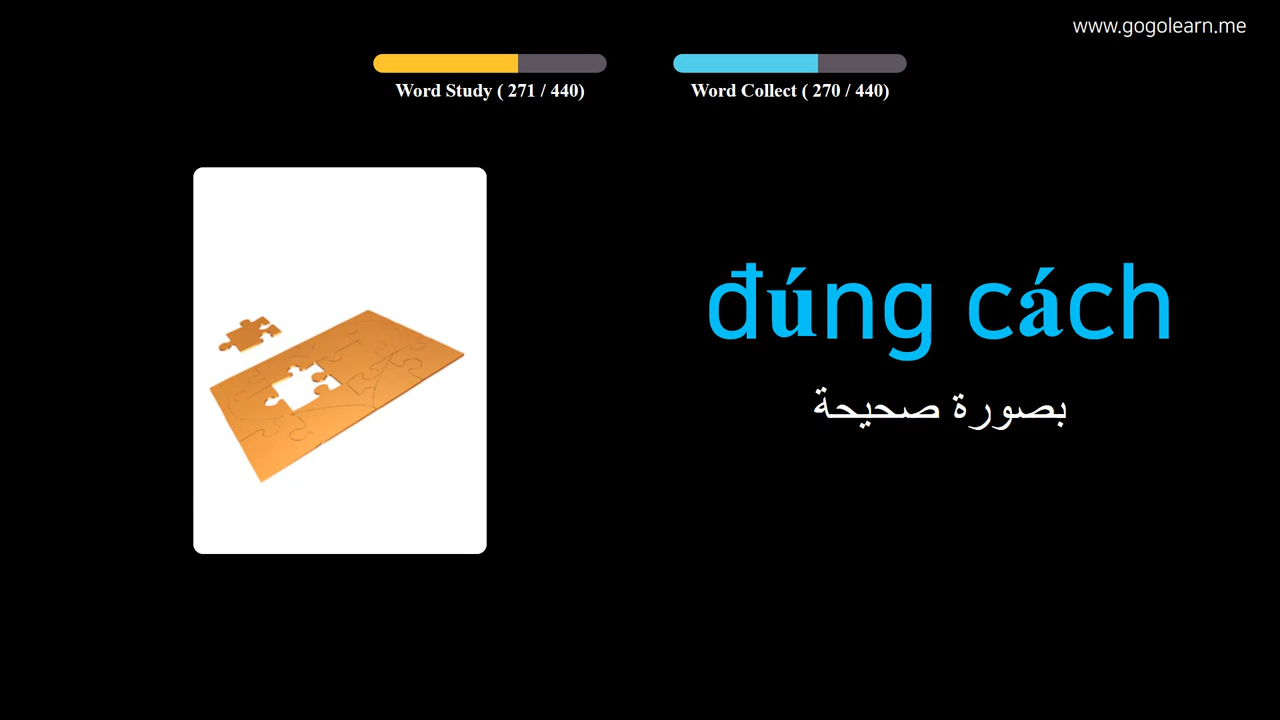 www.gogolearn.me
Word Study ( 271 / 440)
Word Collect ( 270 / 440)
đúng cách
بصورة صحيحة